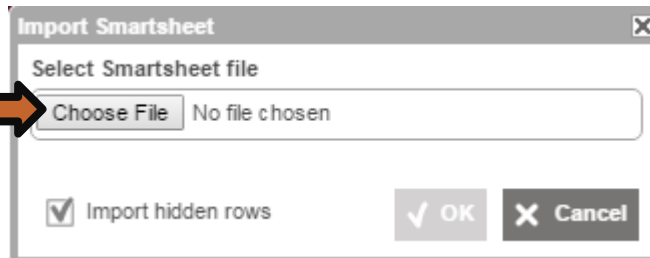 Import Smartsheet
Select Smartsheet file
Choose File No file chosen
Import hidden rows OK Cancel